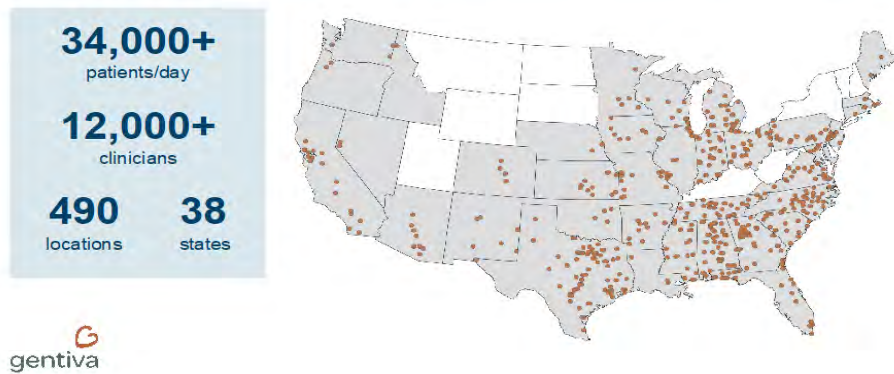 34,000+
patients/day
12,000+
clinicians
490 38
locations states
gentiva